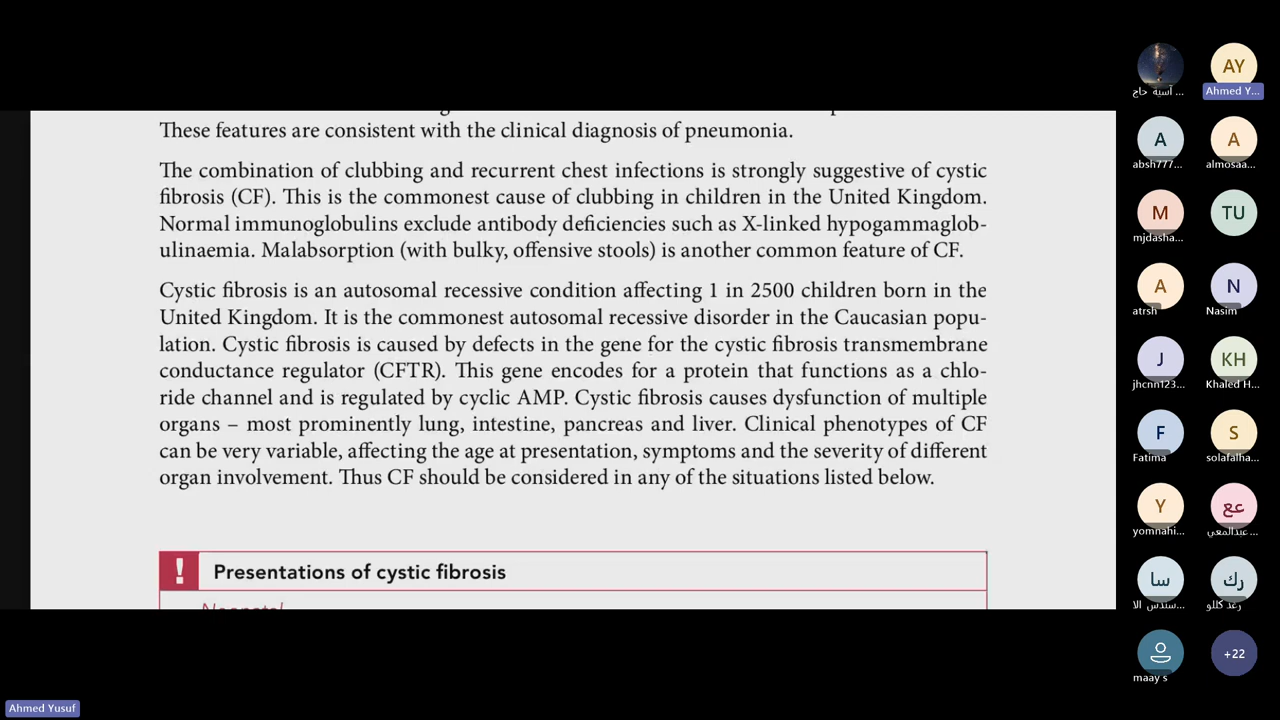 These features are consistent with the clinical diagnosis of pneumonia.
The combination of clubbing and recurrent chest infections is strongly suggestive of cystic
fibrosis (CF). This is the commonest cause of clubbing in children in the United Kingdom.
Normal immunoglobulins exclude antibody deficiencies such as X-linked hypogammaglob-
ulinaemia. Malabsorption (with bulky, offensive stools) is another common feature of CF.
Cystic fibrosis is an autosomal recessive condition affecting 1 in 2500 children born in the
United Kingdom. It is the commonest autosomal recessive disorder in the Caucasian popu-
lation. Cystic fibrosis is caused by defects in the gene for the cystic fibrosis transmembrane
conductance regulator (CFTR). This gene encodes for a protein that functions as a chlo-
ride channel and is regulated by cyclic AMP. Cystic fibrosis causes dysfunction of multiple
organs – most prominently lung, intestine, pancreas and liver. Clinical phenotypes of CF
can be very variable, affecting the age at presentation, symptoms and the severity of different
organ involvement. Thus CF should be considered in any of the situations listed below.
! Presentations of cystic fibrosis
آسية حاج ...
AY
Ahmed Y...
A
absh777...
A
almosaa...
M
mjdasha...
TU
A
atrsh
N
Nasim
J
jhcnn123...
KH
Khaled H...
F
Fatima
S
solafalha...
Y
yomnahi...
عع
عبدالمعي...
سا
سندس الا...
رك
رغد كللو
maay s
+22
Ahmed Yusuf